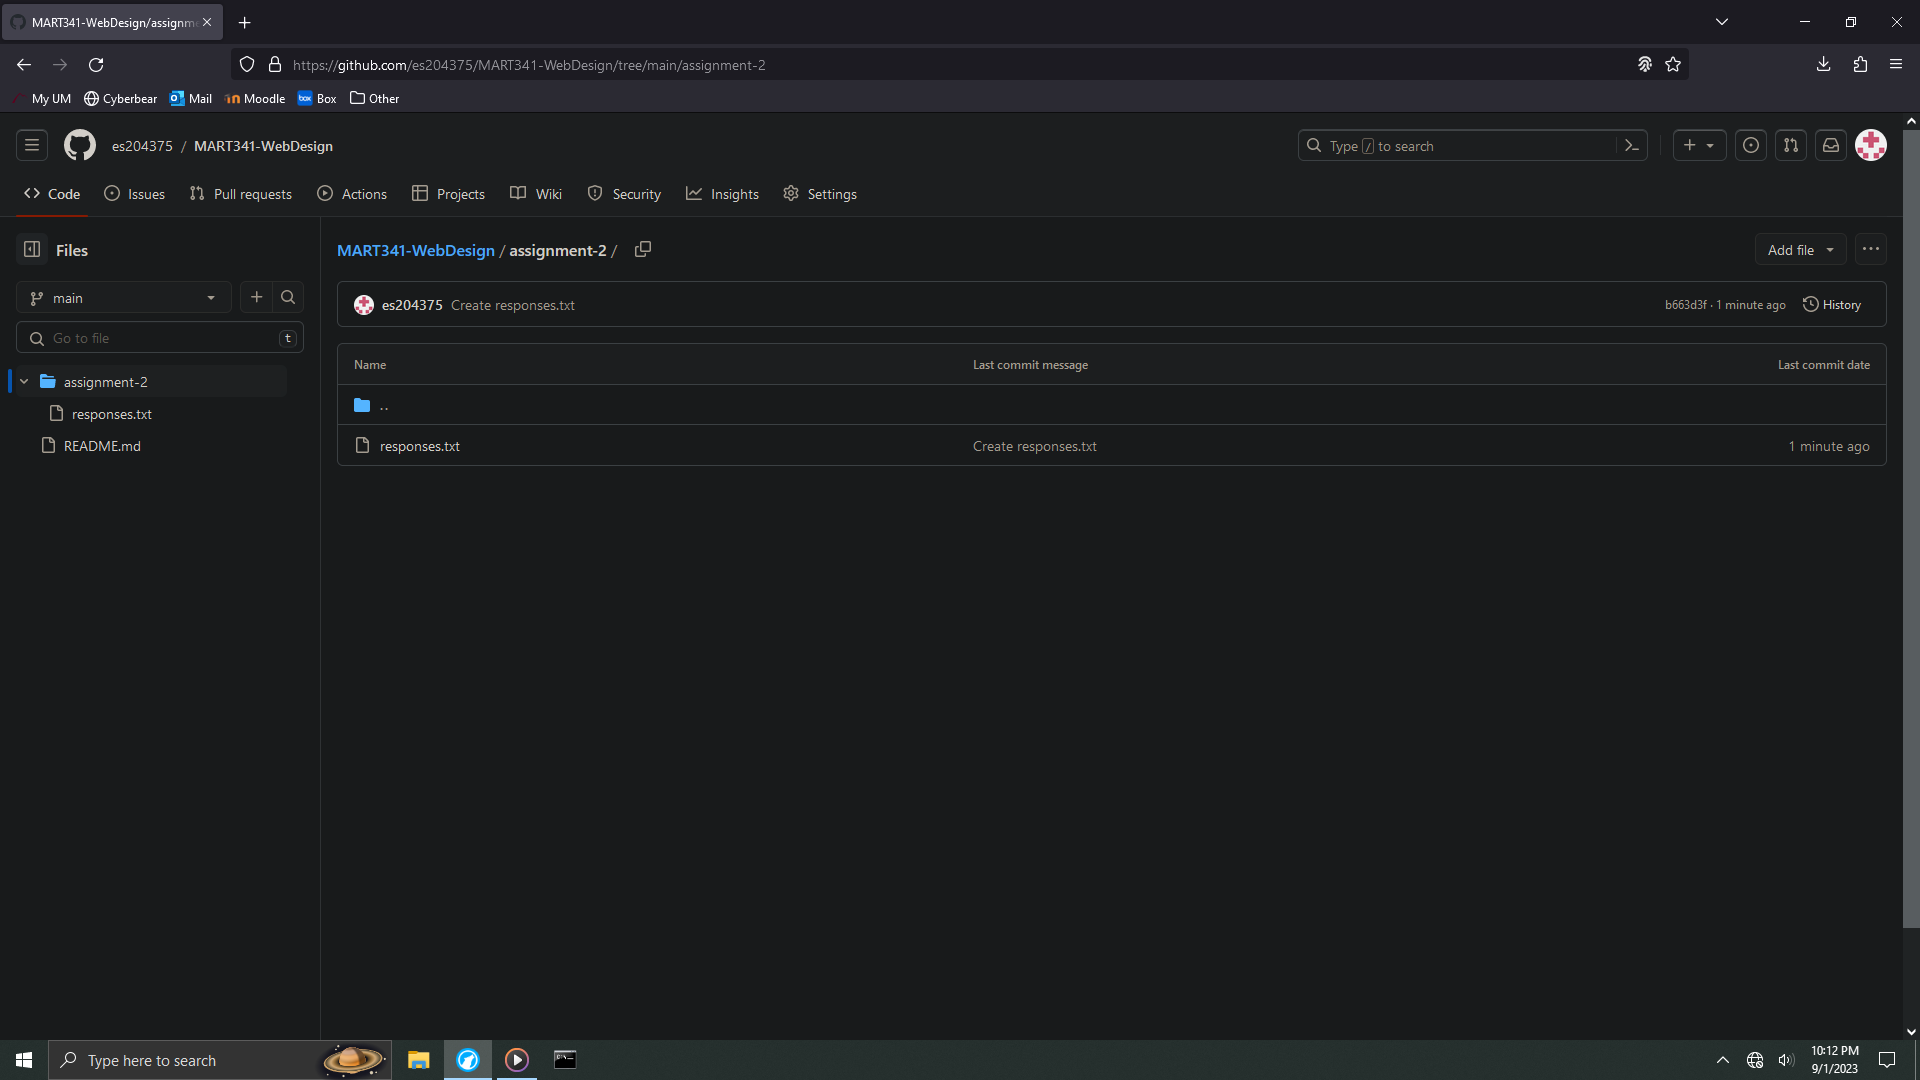 MART341-WebDesign/assignme
https://github.com/es204375/MART341-WebDesign/tree/main/assignment-2
My UM Cyberbear Mail Moodle Box Other
es204375 / MART341-WebDesign
Type / to search
Code Issues Pull requests Actions Projects Wiki Security Insights Settings
Files
MART341-WebDesign / assignment-2 /
Add file
main
es204375 Create responses.txt
b663d3f · 1 minute ago History
Go to file t
Name Last commit message Last commit date
assignment-2
..
responses.txt
README.md
responses.txt Create responses.txt 1 minute ago
Type here to search
10:12 PM
9/1/2023